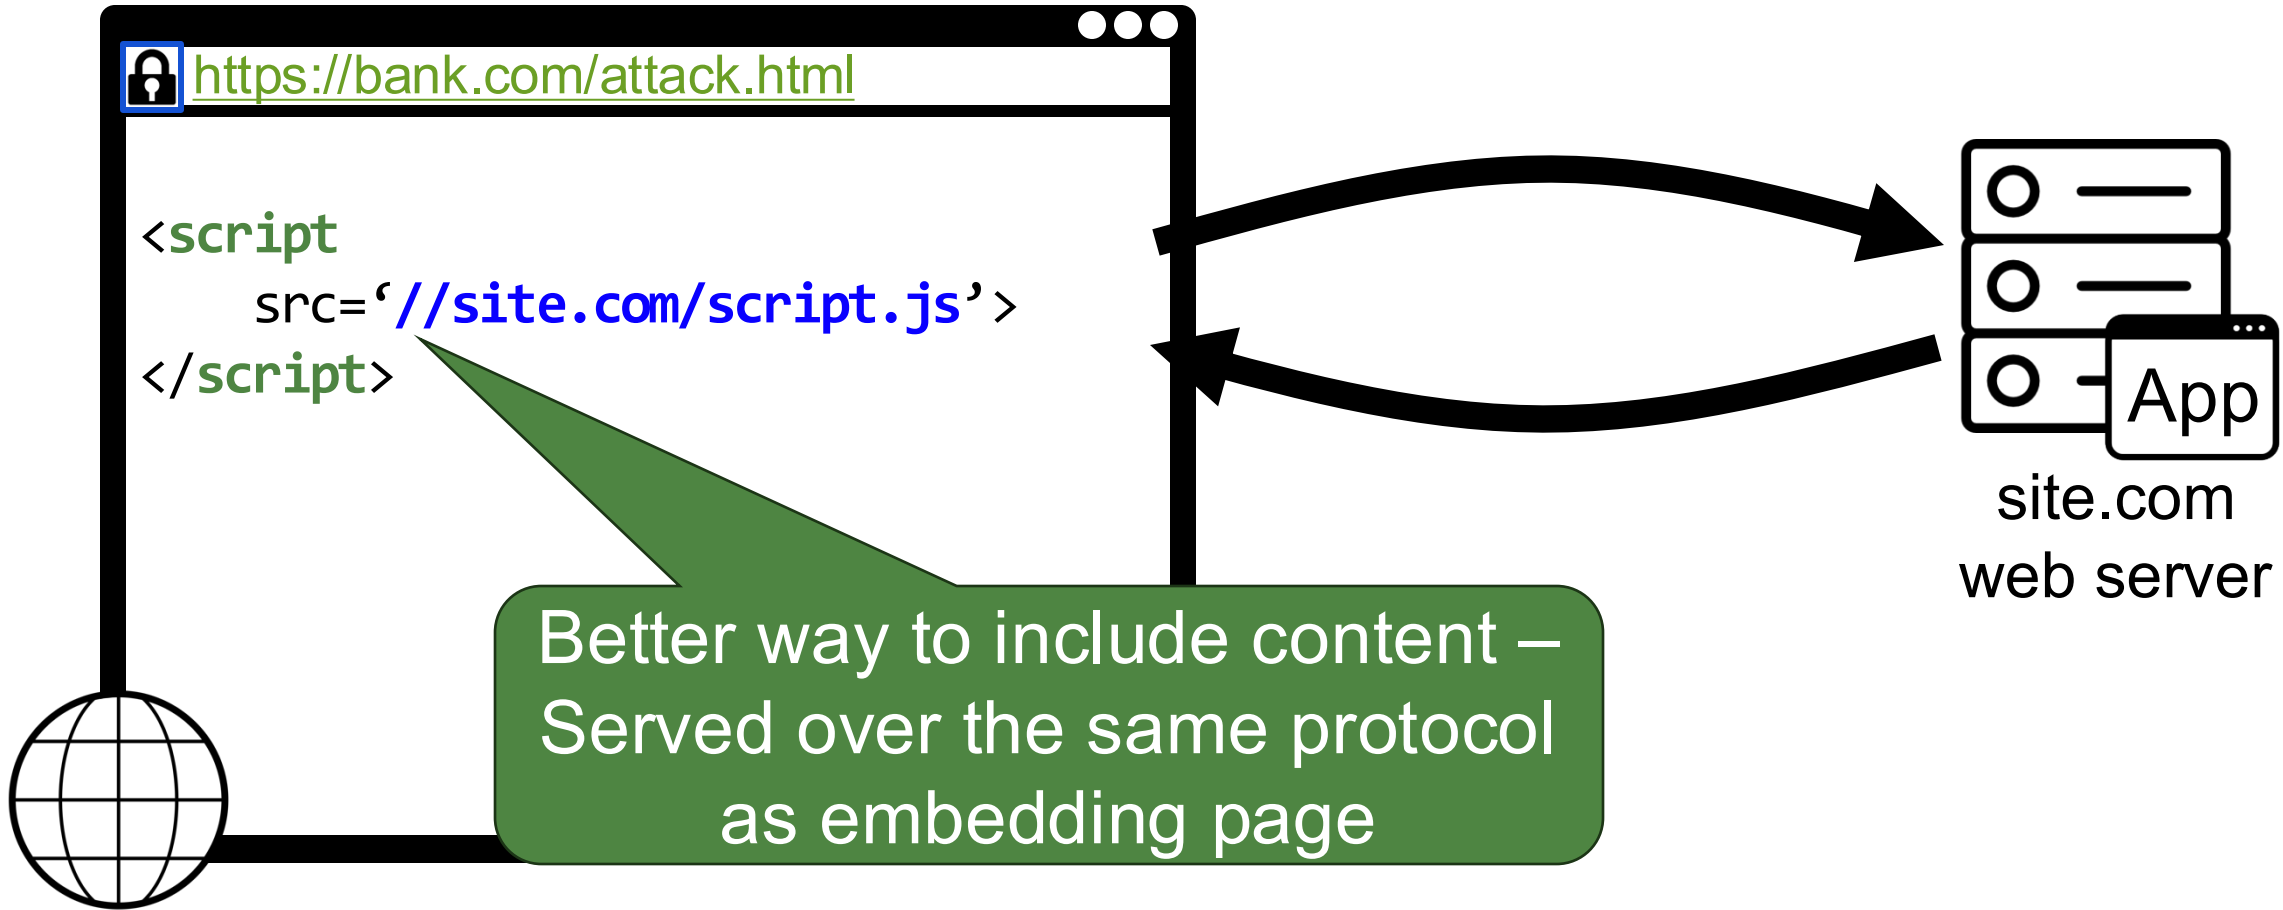 https://bank.com/attack.html
<script
src=‘//site.com/script.js’>
</script>
App
site.com
web server
Better way to include content –
Served over the same protocol
as embedding page